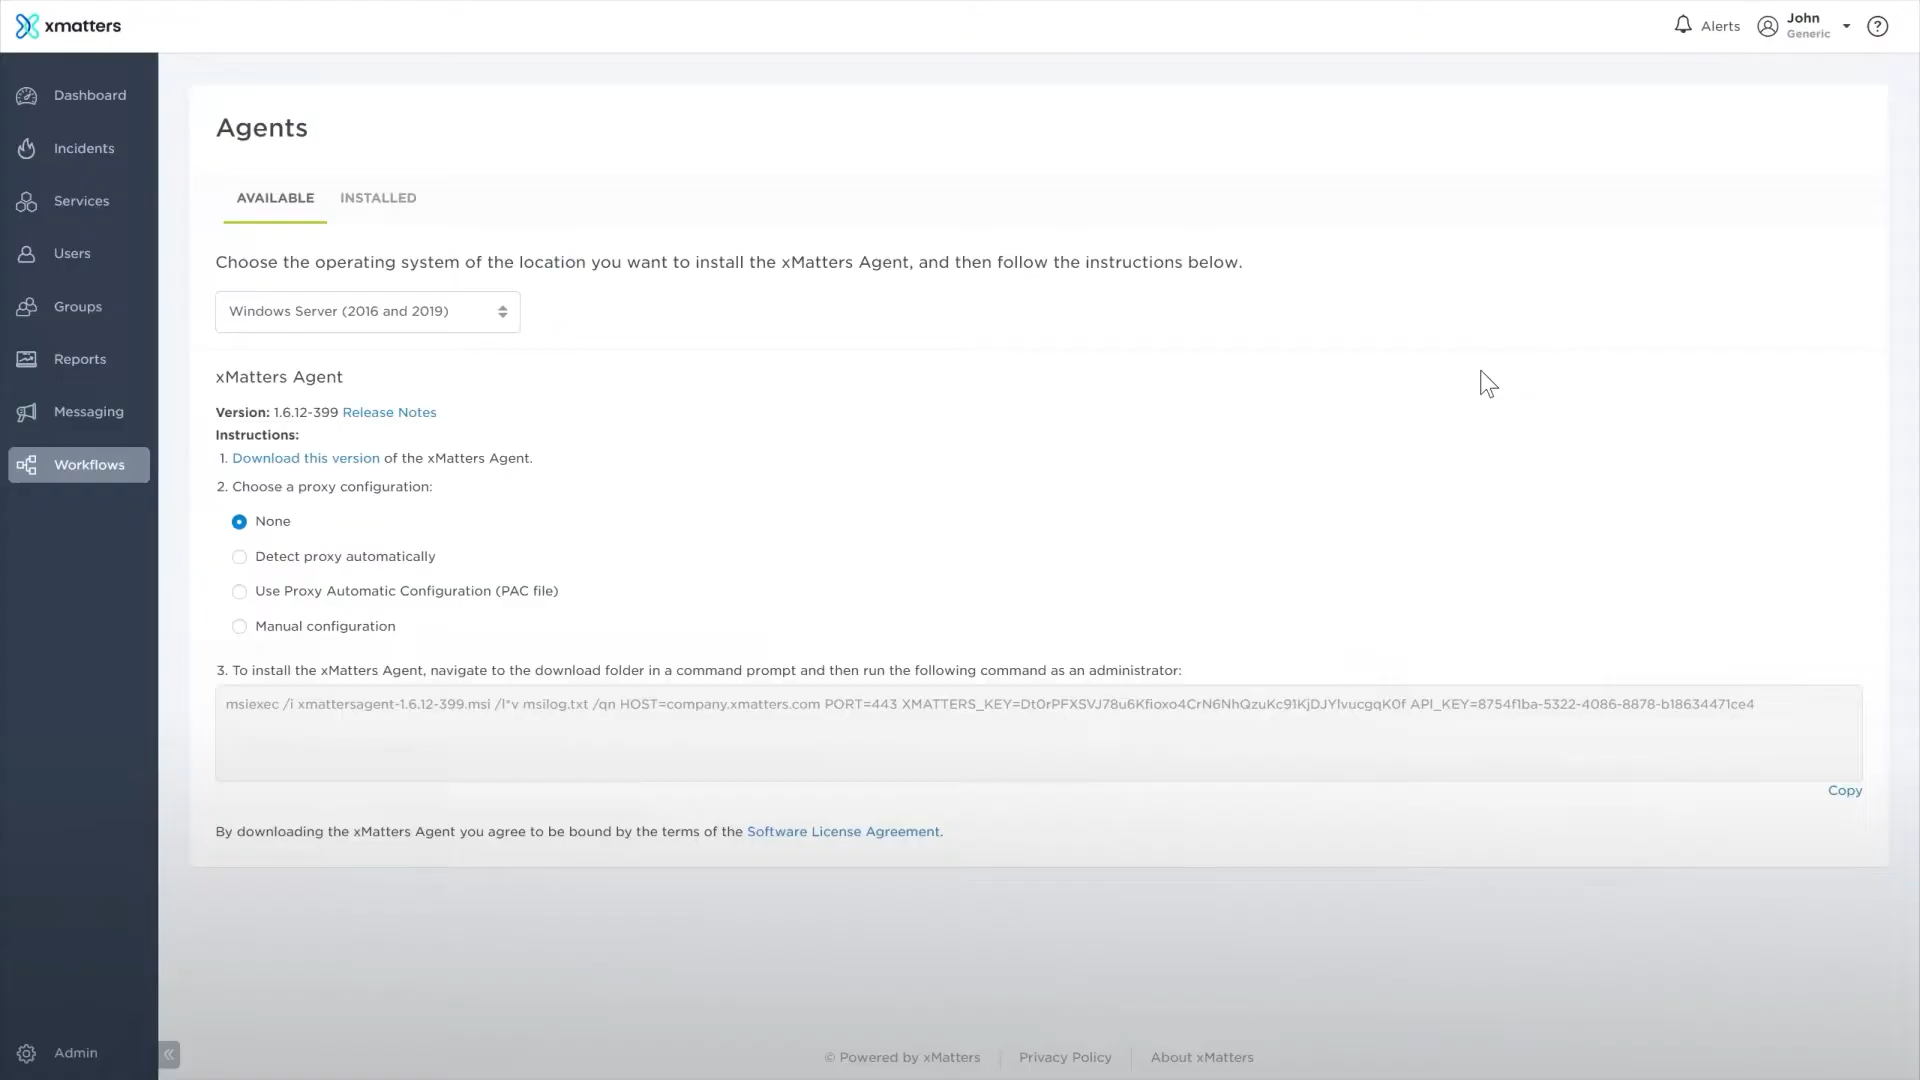 xmatters
Alerts
John
Generic
Dashboard
Incidents
Services
Users
Groups
Reports
Messaging
Workflows
Admin
Agents
AVAILABLE INSTALLED
Choose the operating system of the location you want to install the xMatters Agent, and then follow the instructions below.
Windows Server (2016 and 2019)
xMatters Agent
Version: 1.6.12-399 Release Notes
Instructions:
1. Download this version of the xMatters Agent.
2. Choose a proxy configuration:
None
Detect proxy automatically
Use Proxy Automatic Configuration (PAC file)
Manual configuration
3. To install the xMatters Agent, navigate to the download folder in a command prompt and then run the following command as an administrator:
msiexec /i xmattersagent-1.6.12-399.msi /l*v msilog.txt /qn HOST=company.xmatters.com PORT=443 XMATTERS_KEY=Dt0rPFXSVJ78u6Kfioxo4CrN6NhQzuKc91KjDJYlvucgqK0f API_KEY=8754f1ba-5322-4086-8878-b18634471ce4
Copy
By downloading the xMatters Agent you agree to be bound by the terms of the Software License Agreement.
© Powered by xMatters Privacy Policy About xMatters